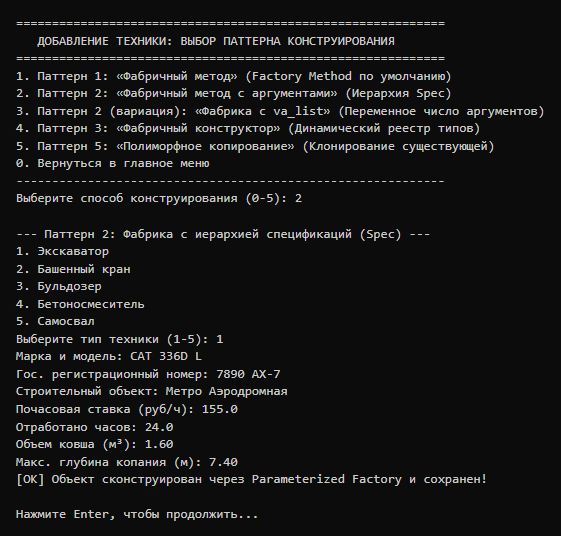 ============================================================
ДОБАВЛЕНИЕ ТЕХНИКИ: ВЫБОР ПАТТЕРНА КОНСТРУИРОВАНИЯ
============================================================
1. Паттерн 1: «Фабричный метод» (Factory Method по умолчанию)
2. Паттерн 2: «Фабричный метод с аргументами» (Иерархия Spec)
3. Паттерн 2 (вариация): «Фабрика с va_list» (Переменное число аргументов)
4. Паттерн 3: «Фабричный конструктор» (Динамический реестр типов)
5. Паттерн 5: «Полиморфное копирование» (Клонирование существующей)
0. Вернуться в главное меню
------------------------------------------------------------
Выберите способ конструирования (0-5): 2

--- Паттерн 2: Фабрика с иерархией спецификаций (Spec) ---
1. Экскаватор
2. Башенный кран
3. Бульдозер
4. Бетоносмеситель
5. Самосвал
Выберите тип техники (1-5): 1
Марка и модель: CAT 336D L
Гос. регистрационный номер: 7890 AX-7
Строительный объект: Метро Аэродромная
Почасовая ставка (руб/ч): 155.0
Отработано часов: 24.0
Объем ковша (м³): 1.60
Макс. глубина копания (м): 7.40
[OK] Объект сконструирован через Parameterized Factory и сохранен!

Нажмите Enter, чтобы продолжить...